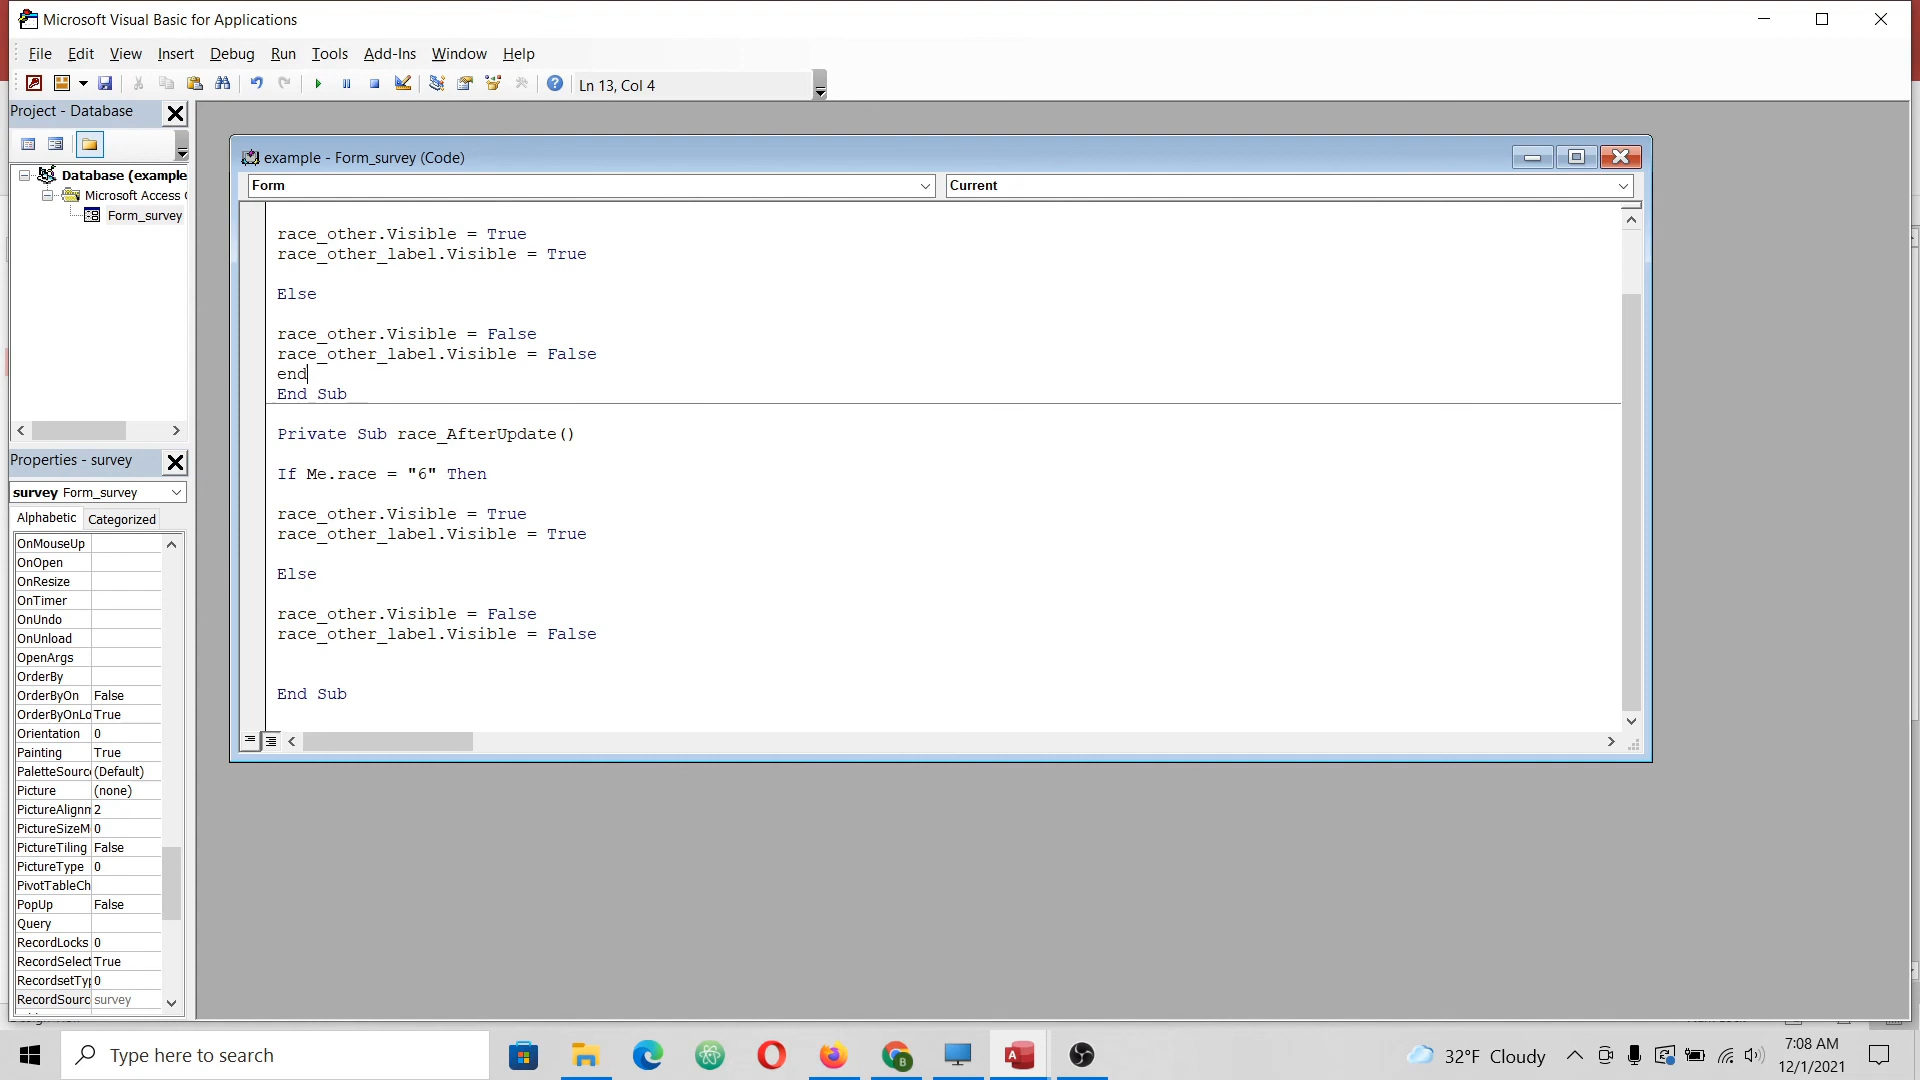 Microsoft Visual Basic for Applications
File Edit View Insert Debug Run Tools Add-Ins Window Help
Ln 13, Col 4
Project - Database
Database (example
Microsoft Access
Form_survey
example - Form_survey (Code)
Form
Current
race_other.Visible = True
race_other_label.Visible = True
Else
race_other.Visible = False
race_other_label.Visible = False
end
End Sub
Private Sub race_AfterUpdate()
If Me.race = "6" Then
race_other.Visible = True
race_other_label.Visible = True
Else
race_other.Visible = False
race_other_label.Visible = False
End Sub
Properties - survey
survey Form_survey
Alphabetic Categorized
OnMouseUp
OnOpen
OnResize
OnTimer
OnUndo
OnUnload
OpenArgs
OrderBy
OrderByOn False
OrderByOnLo True
Orientation 0
Painting True
PaletteSourc (Default)
Picture (none)
PictureAlignm 2
PictureSizeM 0
PictureTiling False
PictureType 0
PivotTableCh
PopUp False
Query
RecordLocks 0
RecordSelect True
RecordsetTy 0
RecordSourc survey
Type here to search
32°F Cloudy
7:08 AM
12/1/2021